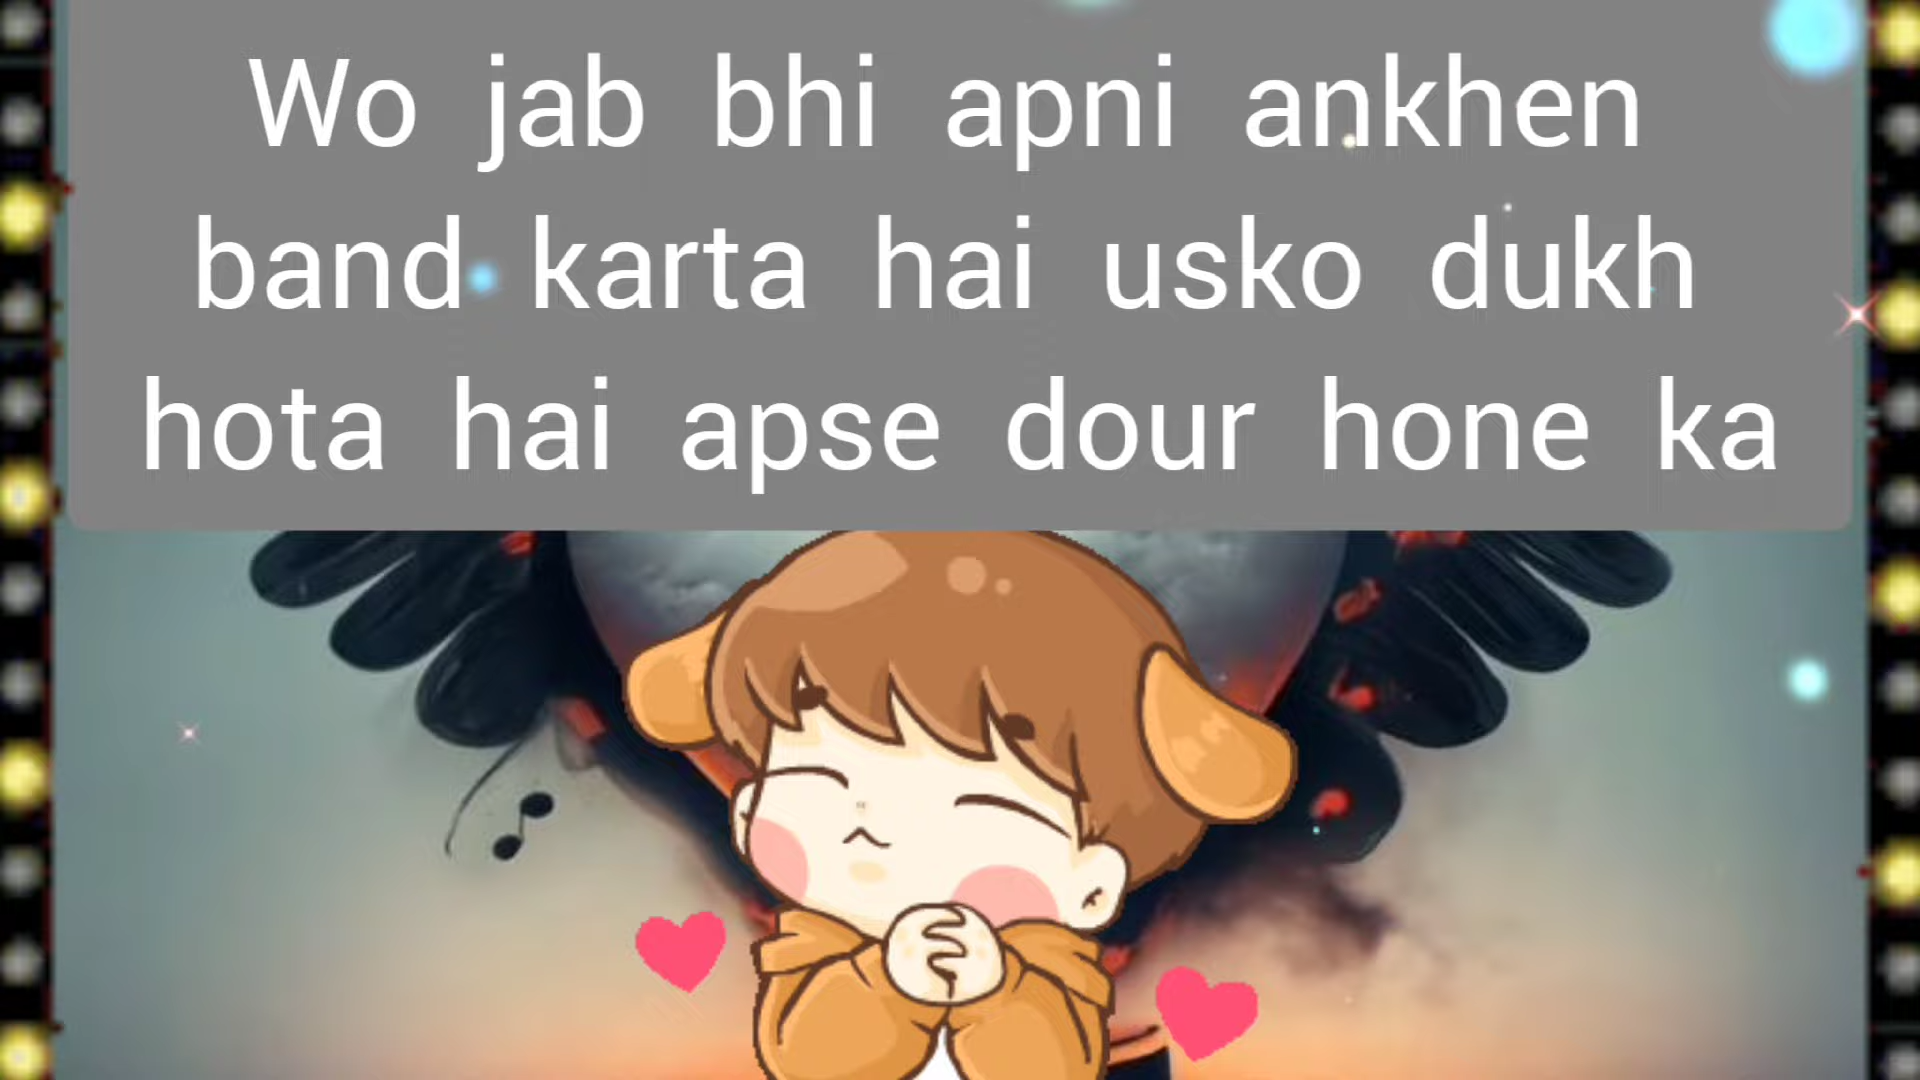 Wo jab bhi apni ankhen
band karta hai usko dukh
hota hai apse dour hone ka